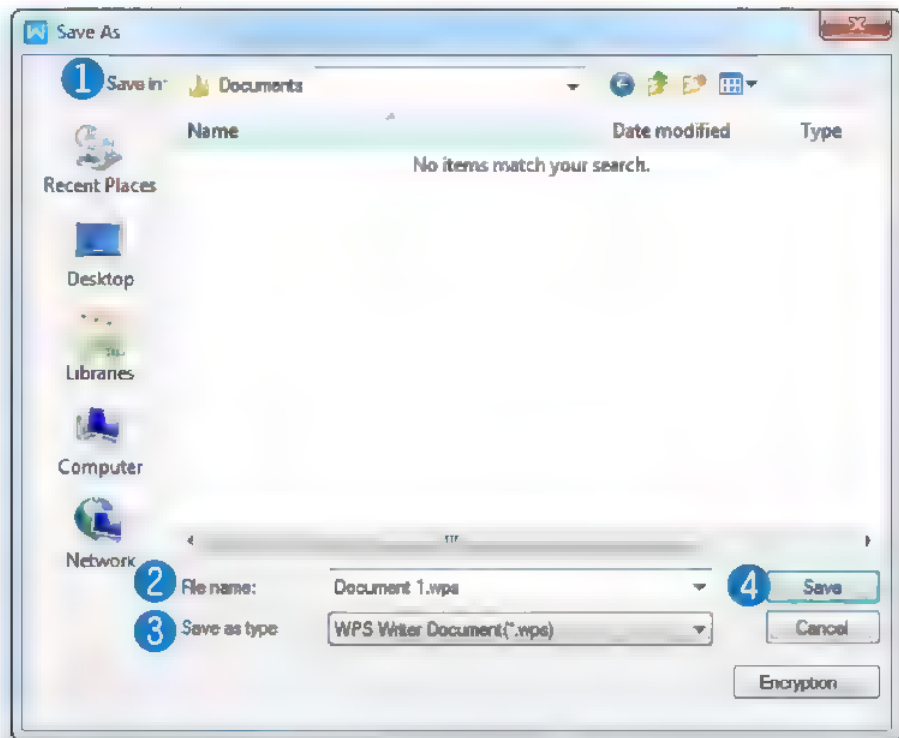 Save As
1 Save in:
Documents
Name Date modified Type
No items match your search.
Recent Places
Desktop
Libraries
Computer
Network
2 File name: Document 1.wps
4 Save
3 Save as type WPS Writer Document(*.wps)
Cancel
Encryption